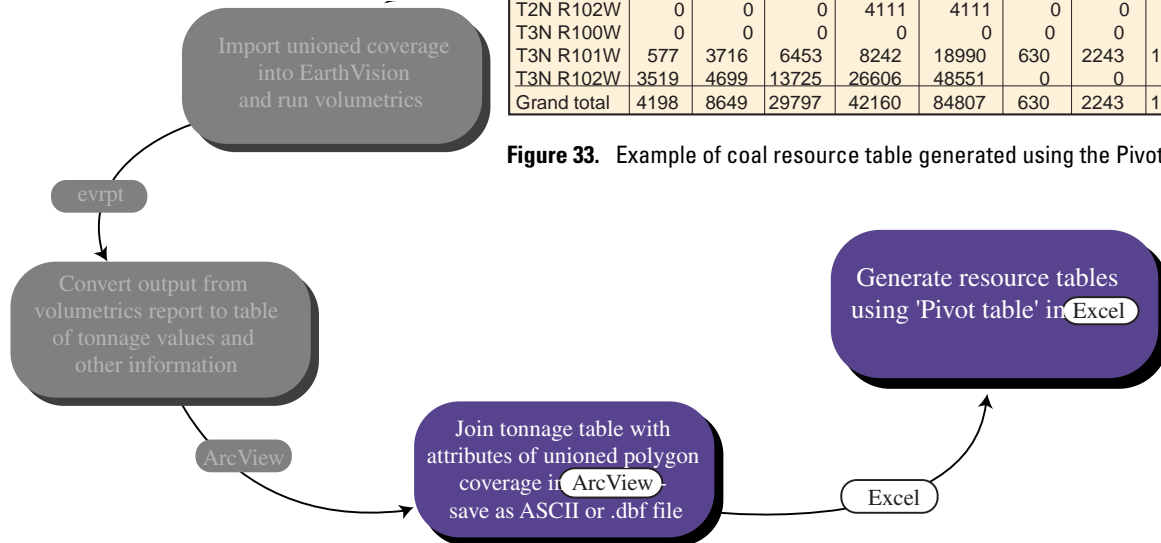 T2N R102W 0 0 0 4111 4111 0 0
T3N R100W 0 0 0 0 0 0 0
T3N R101W 577 3716 6453 8242 18990 630 2243 1
T3N R102W 3519 4699 13725 26606 48551 0 0
Grand total 4198 8649 29797 42160 84807 630 2243 1
Figure 33. Example of coal resource table generated using the Pivot
Import unioned coverage
into EarthVision
and run volumetrics
evrpt
Convert output from
volumetrics report to table
of tonnage values and
other information
ArcView
Join tonnage table with
attributes of unioned polygon
coverage in ArcView -
save as ASCII or .dbf file
Excel
Generate resource tables
using 'Pivot table' in Excel